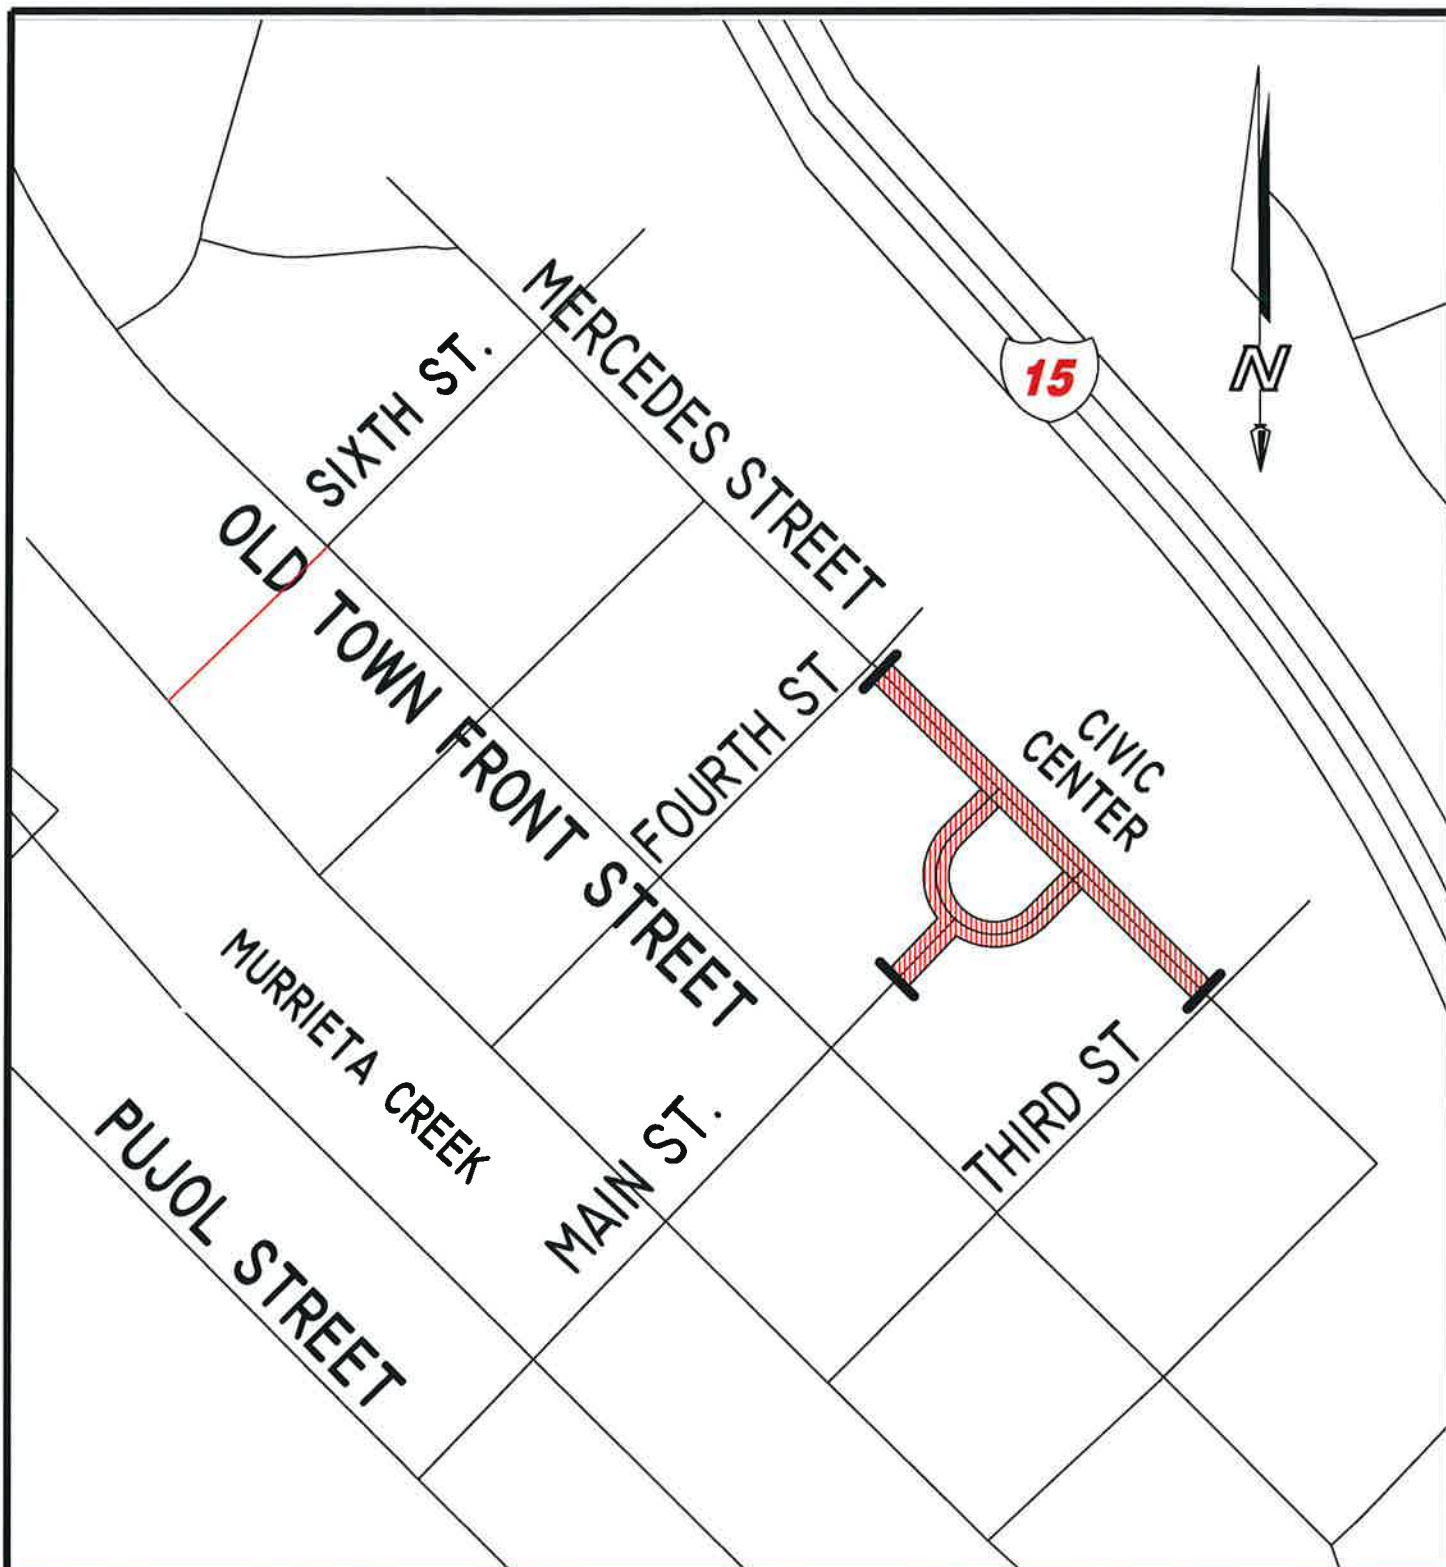 MERCEDES STREET
15
N
SIXTH ST.
OLD TOWN FRONT STREET
FOURTH ST
CIVIC
CENTER
MURRIETA CREEK
THIRD ST
MAIN ST.
PUJOL STREET